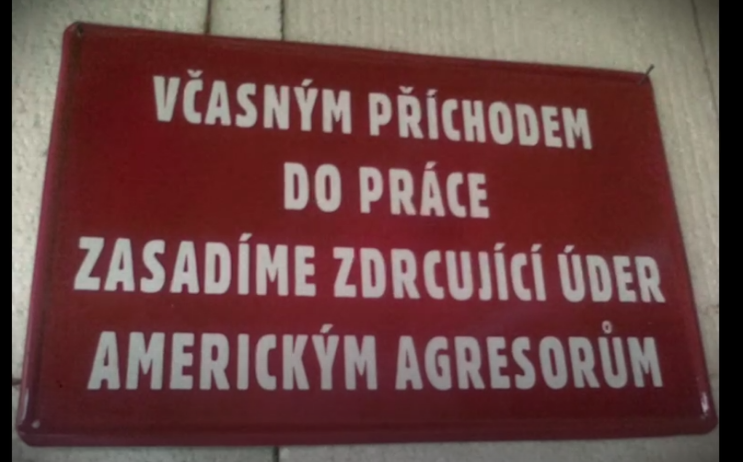 VČASNÝM PŘÍCHODEM
DO PRÁCE
ZASADÍME ZDRCUJÍCÍ ÚDER
AMERICKÝM AGRESORŮM